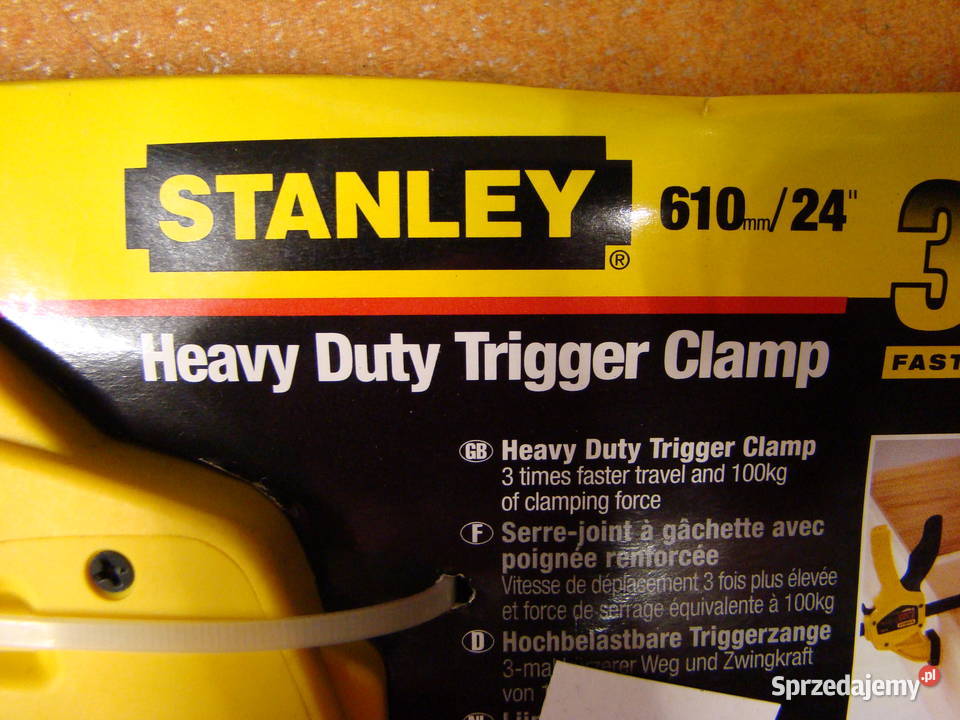 STANLEY®
610mm/24"
3
FAST
Heavy Duty Trigger Clamp
GB Heavy Duty Trigger Clamp
3 times faster travel and 100kg
of clamping force
F Serre-joint à gâchette avec
poignée renforcée
Vitesse de déplacement 3 fois plus élevée
et force de serrage équivalente à 100kg
D Hochbelastbare Triggerzange
Weg und Zwingkraft
von
NL
Sprzedajemy.pl